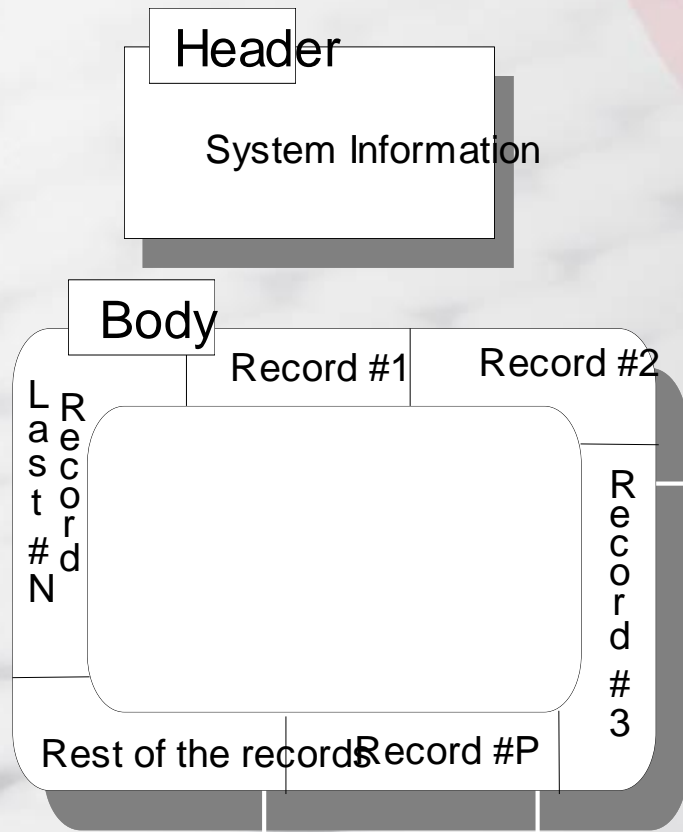 Header
System Information
Body
Record #1
Record #2
Record #3
Record #P
Rest of the records
Last #N
Record